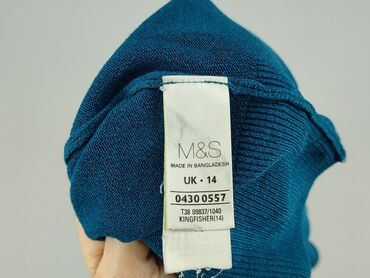 M&S
MADE IN BANGLADESH
UK • 14
0430 0557
T38 09837/1040
KINGFISHER(14)